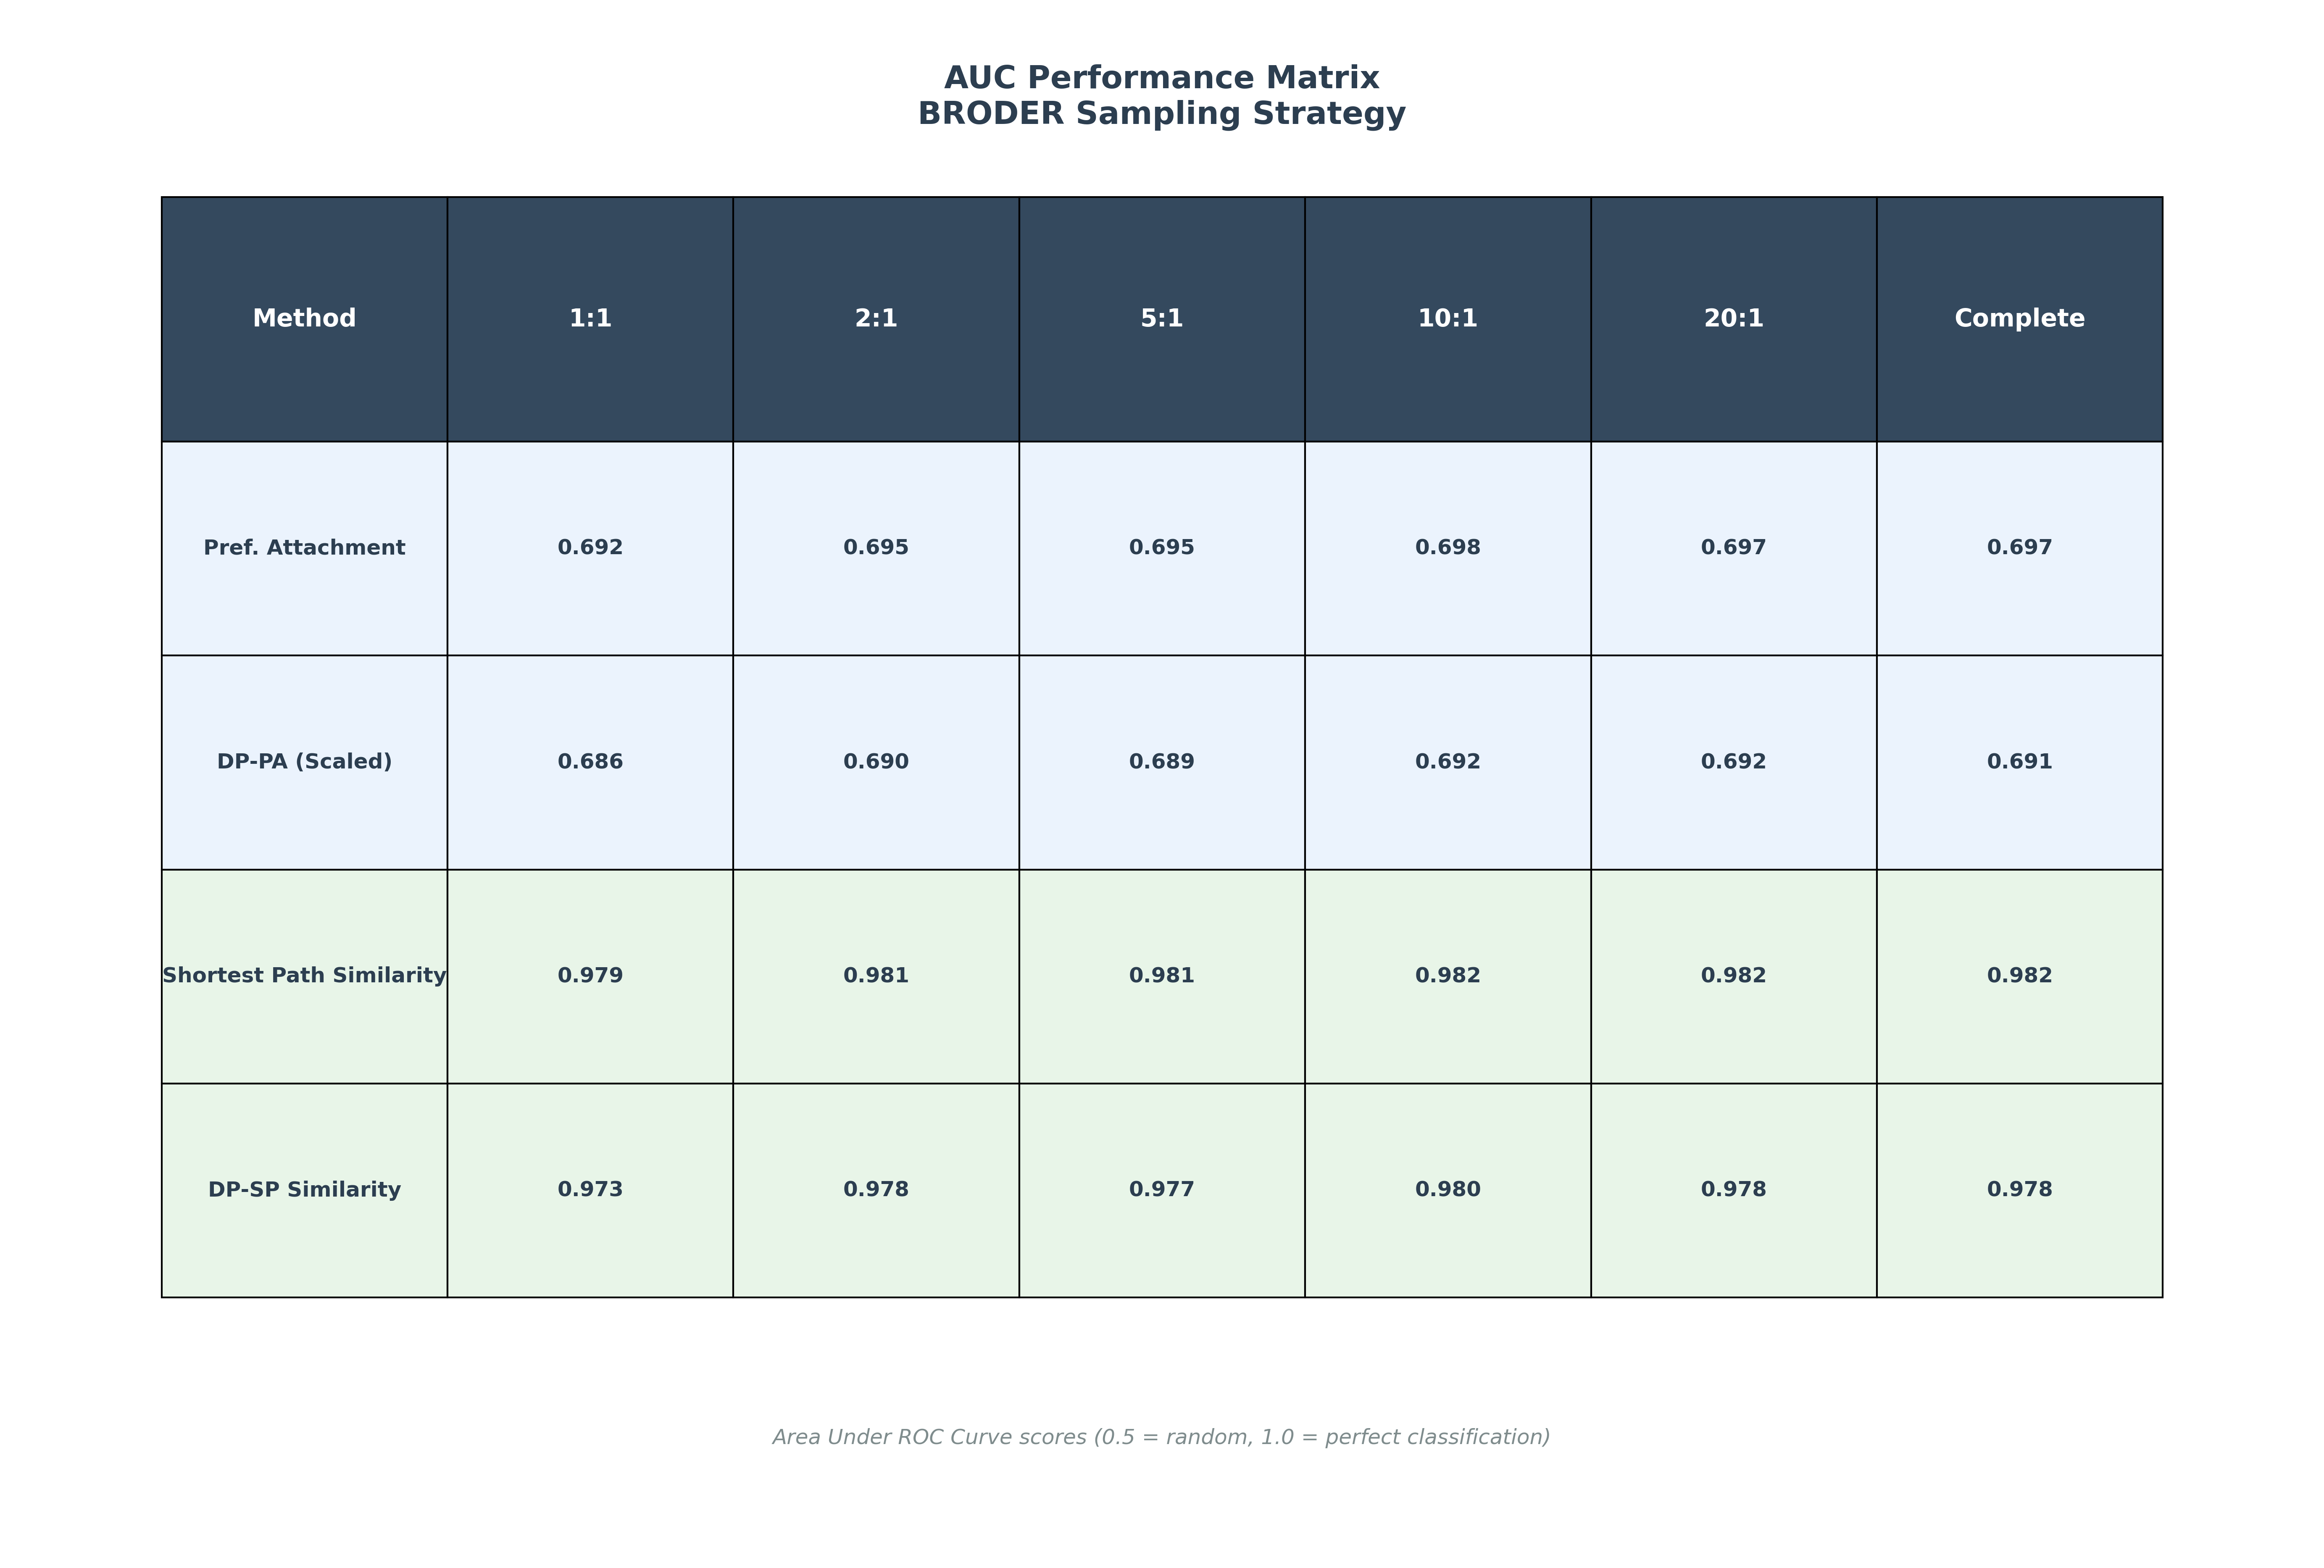 AUC Performance Matrix
BRODER Sampling Strategy
Method 1:1 2:1 5:1 10:1 20:1 Complete
Pref. Attachment 0.692 0.695 0.695 0.698 0.697 0.697
DP-PA (Scaled) 0.686 0.690 0.689 0.692 0.692 0.691
Shortest Path Similarity 0.979 0.981 0.981 0.982 0.982 0.982
DP-SP Similarity 0.973 0.978 0.977 0.980 0.978 0.978
Area Under ROC Curve scores (0.5 = random, 1.0 = perfect classification)